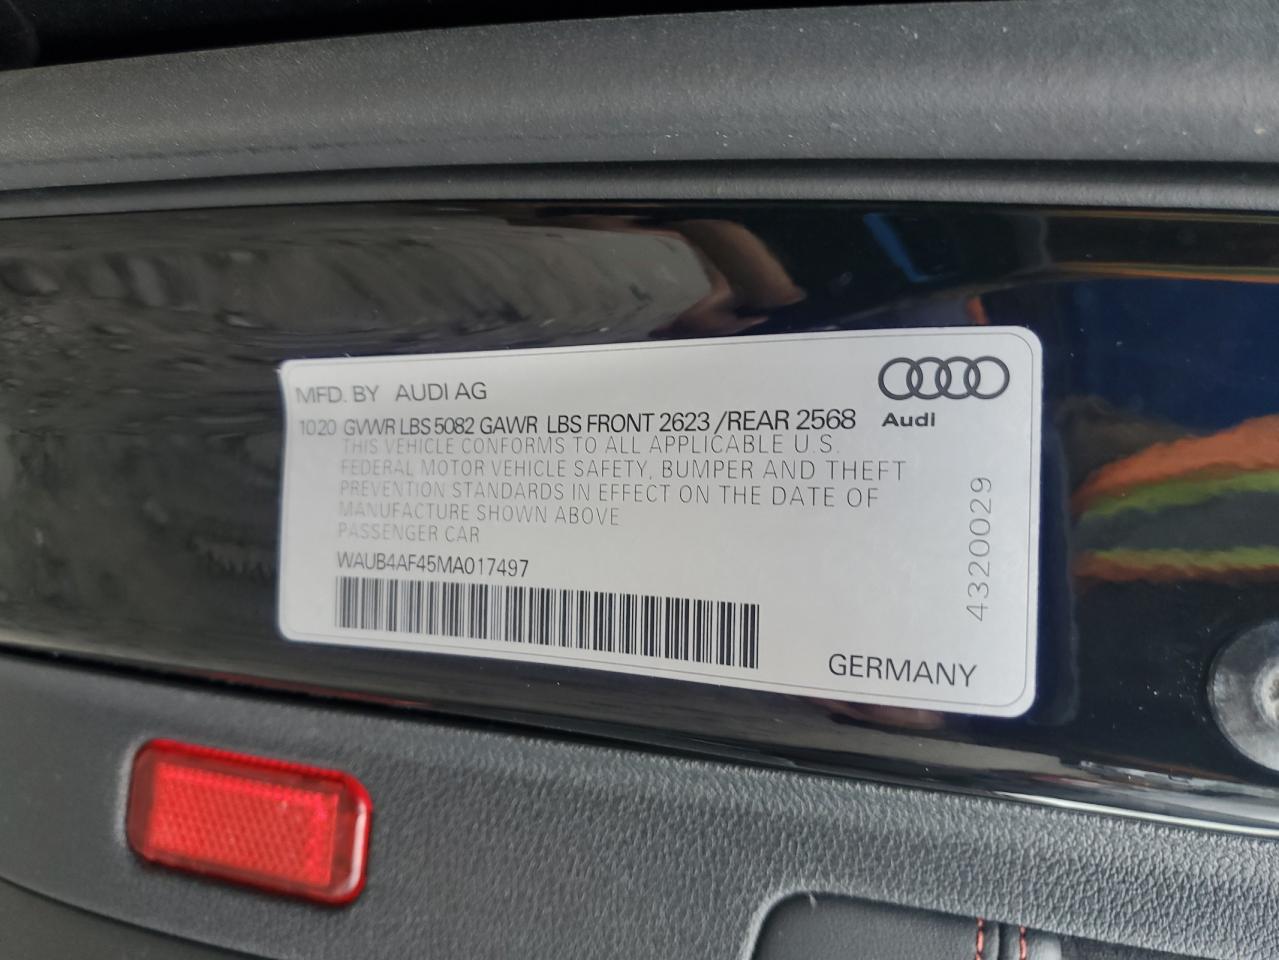 MFD. BY AUDI AG
Audi
1020 GVWR LBS 5082 GAWR LBS FRONT 2623 /REAR 2568
THIS VEHICLE CONFORMS TO ALL APPLICABLE U.S.
FEDERAL MOTOR VEHICLE SAFETY, BUMPER AND THEFT
PREVENTION STANDARDS IN EFFECT ON THE DATE OF
MANUFACTURE SHOWN ABOVE
PASSENGER CAR
WAUB4AF45MA017497
4320029
GERMANY